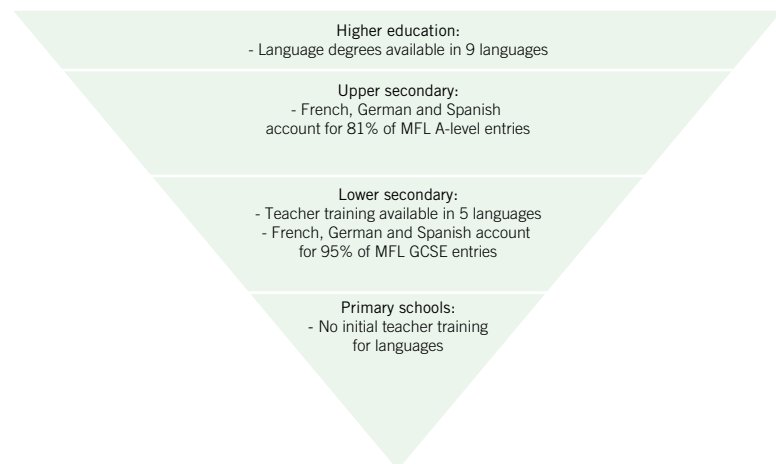 Higher education:
- Language degrees available in 9 languages
Upper secondary:
- French, German and Spanish
account for 81% of MFL A-level entries
Lower secondary:
- Teacher training available in 5 languages
- French, German and Spanish account
for 95% of MFL GCSE entries
Primary schools:
- No initial teacher training
for languages